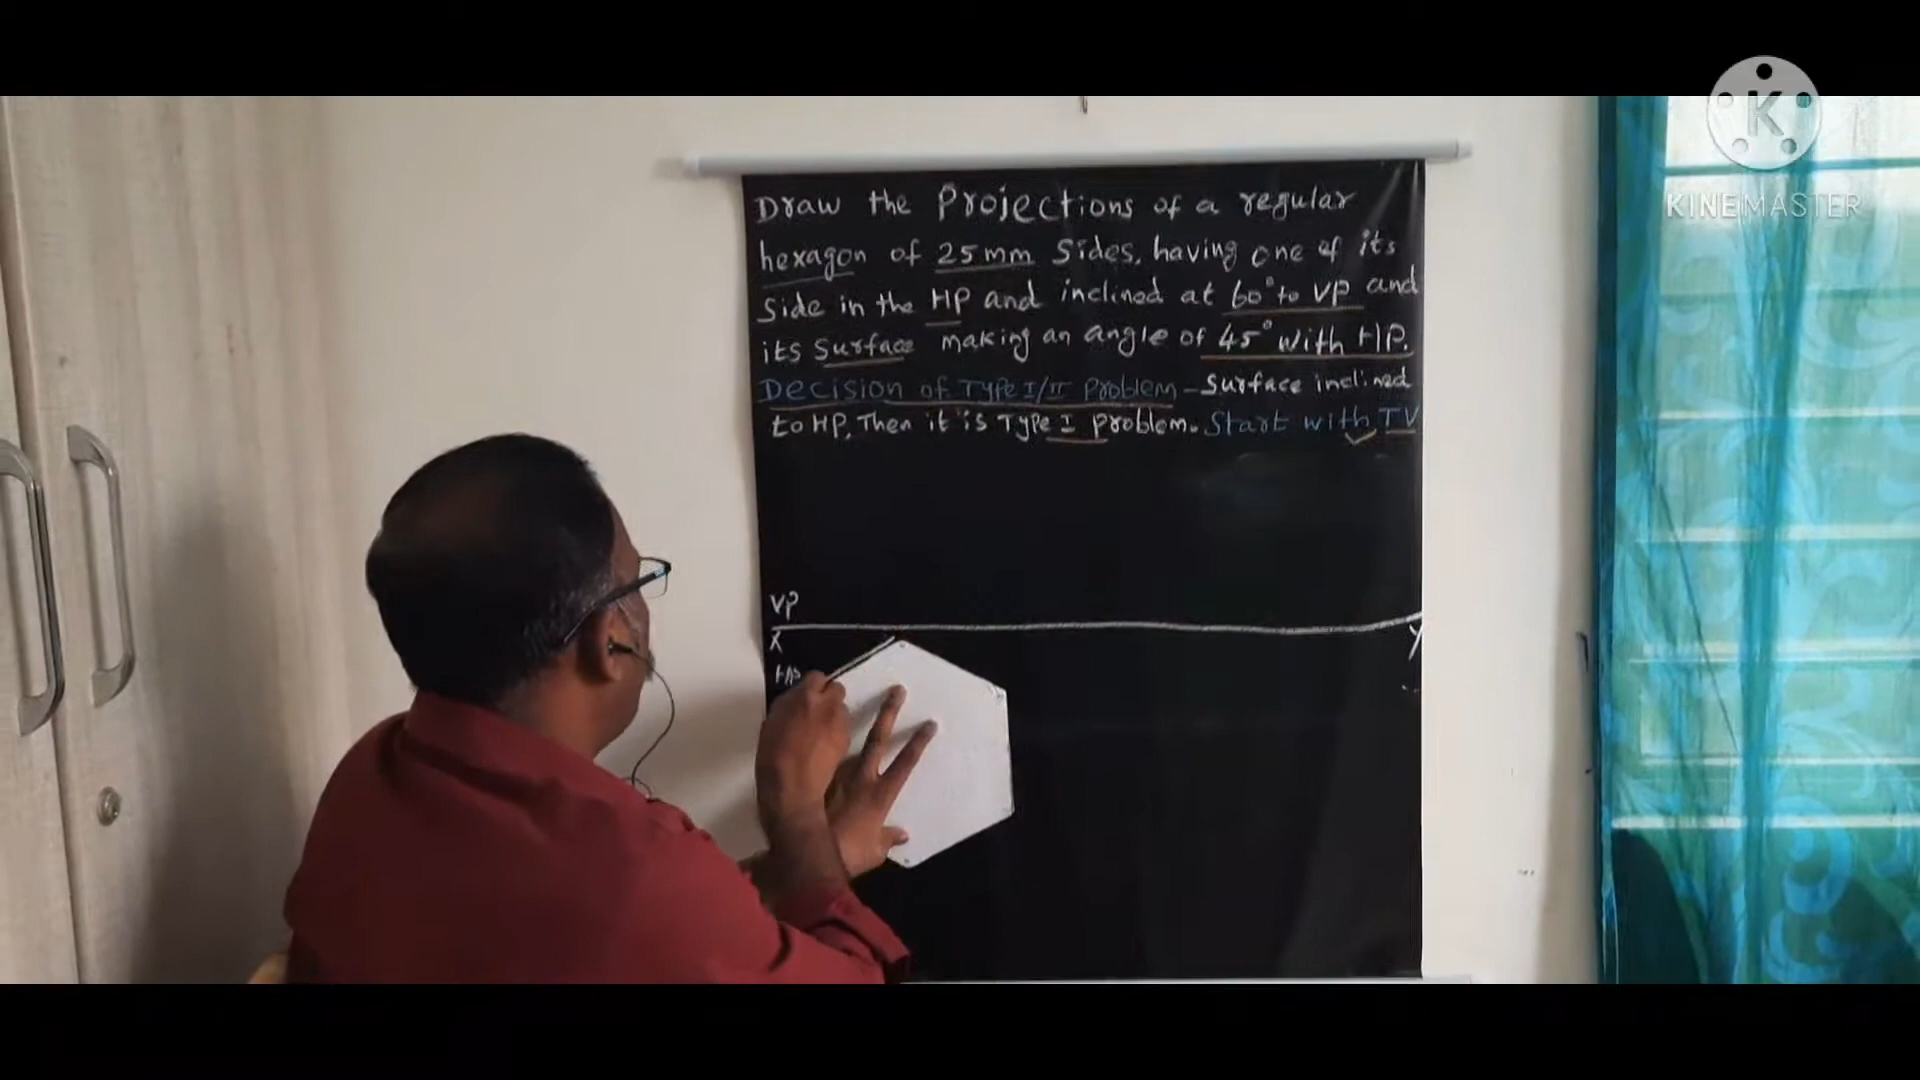 K
KINEMASTER
Draw the Projections of a regular
hexagon of 25mm Sides, having one of its
Side in the HP and inclined at 60° to VP and
its Surface making an angle of 45° with HP.
Decision of Type I/II Problem - Surface inclined
to HP, Then it is Type I problem. Start with TV
VP
X Y
HP